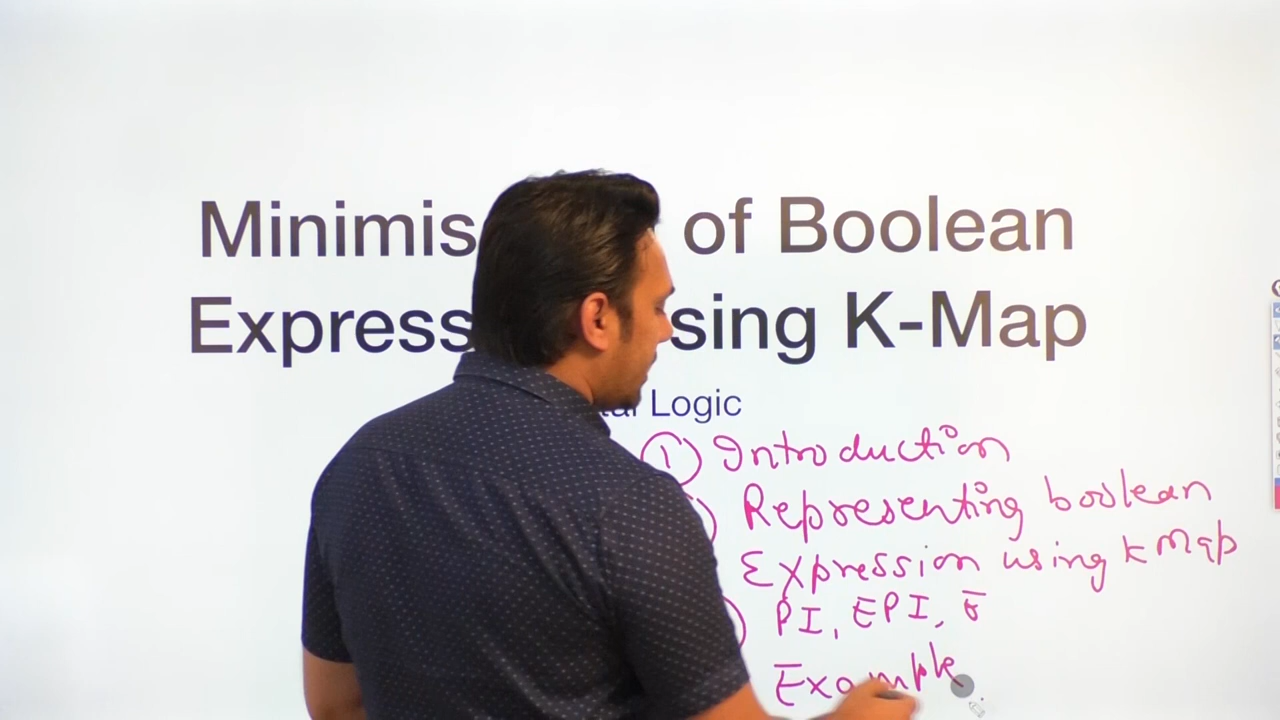 Minimis of Boolean
Express sing K-Map
tal Logic
① Introduction
Representing boolean
Expression using k Map
PI, EPI, E
Example